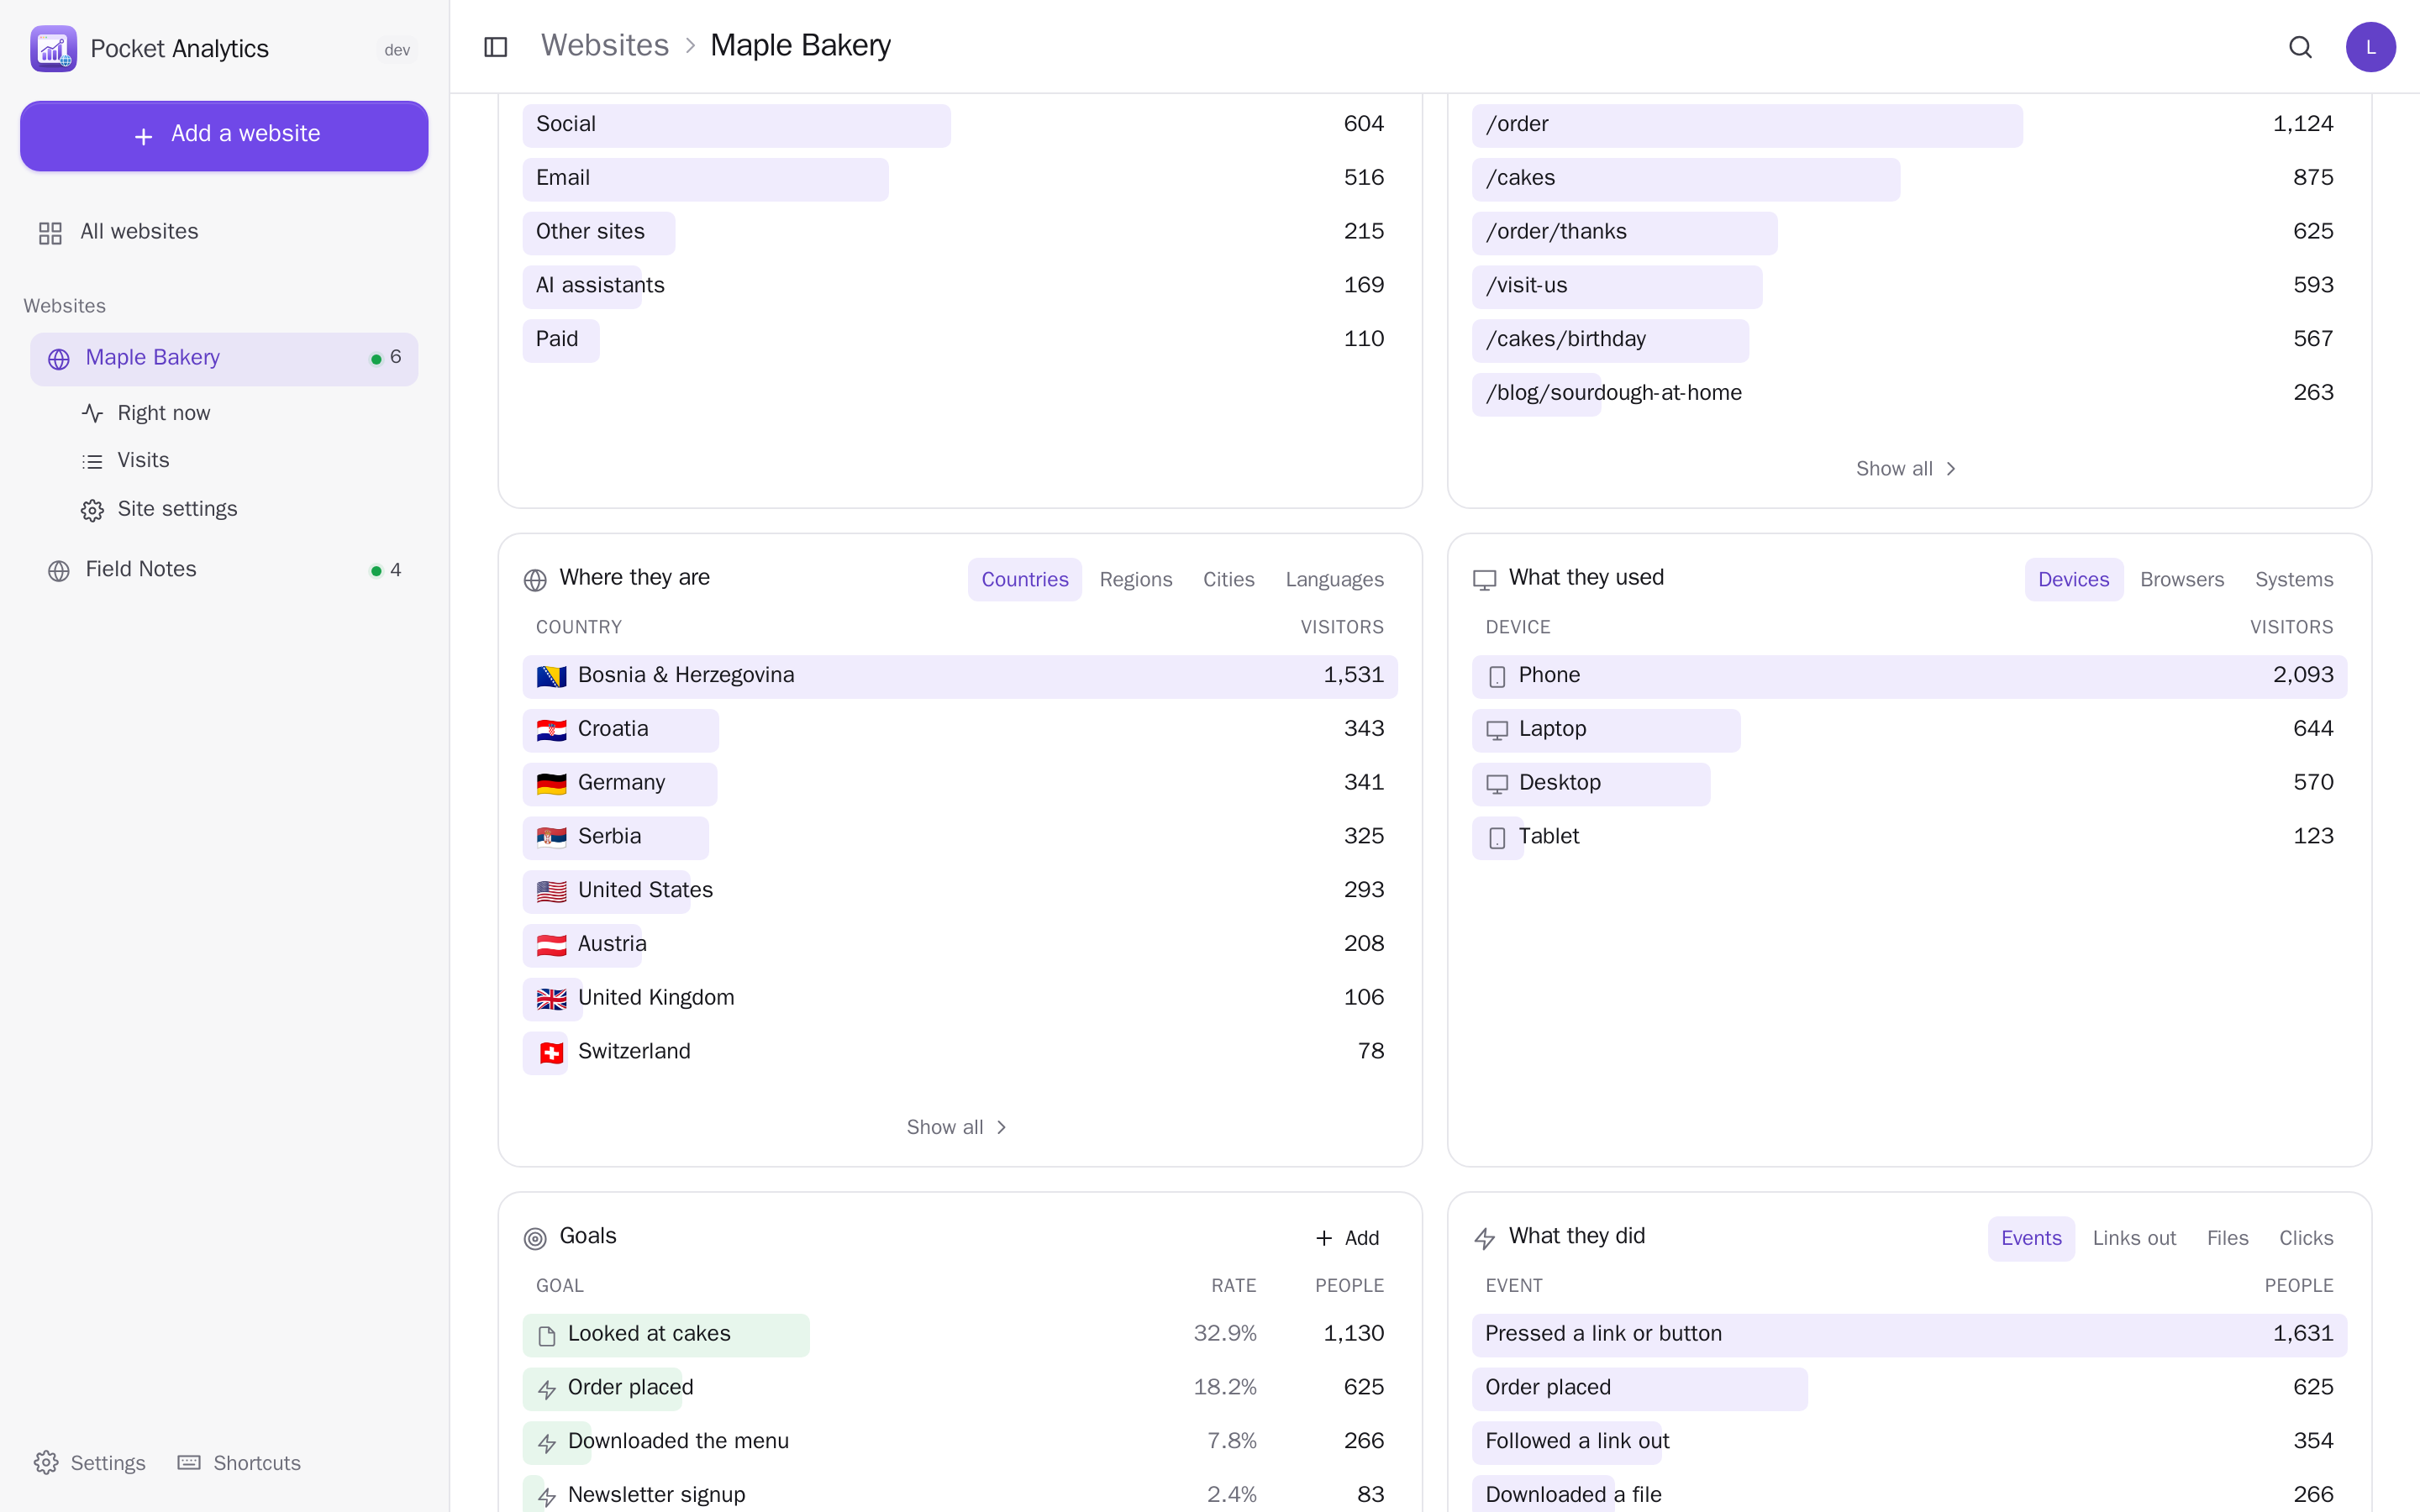 Pocket Analytics dev
Add a website
All websites
Websites
Maple Bakery 6
Right now
Visits
Site settings
Field Notes 4
Settings Shortcuts
Websites > Maple Bakery
L
Social 604
Email 516
Other sites 215
AI assistants 169
Paid 110
/order 1,124
/cakes 875
/order/thanks 625
/visit-us 593
/cakes/birthday 567
/blog/sourdough-at-home 263
Show all
Where they are Countries Regions Cities Languages
COUNTRY VISITORS
Bosnia & Herzegovina 1,531
Croatia 343
Germany 341
Serbia 325
United States 293
Austria 208
United Kingdom 106
Switzerland 78
Show all
What they used Devices Browsers Systems
DEVICE VISITORS
Phone 2,093
Laptop 644
Desktop 570
Tablet 123
Goals + Add
GOAL RATE PEOPLE
Looked at cakes 32.9% 1,130
Order placed 18.2% 625
Downloaded the menu 7.8% 266
Newsletter signup 2.4% 83
What they did Events Links out Files Clicks
EVENT PEOPLE
Pressed a link or button 1,631
Order placed 625
Followed a link out 354
Downloaded a file 266